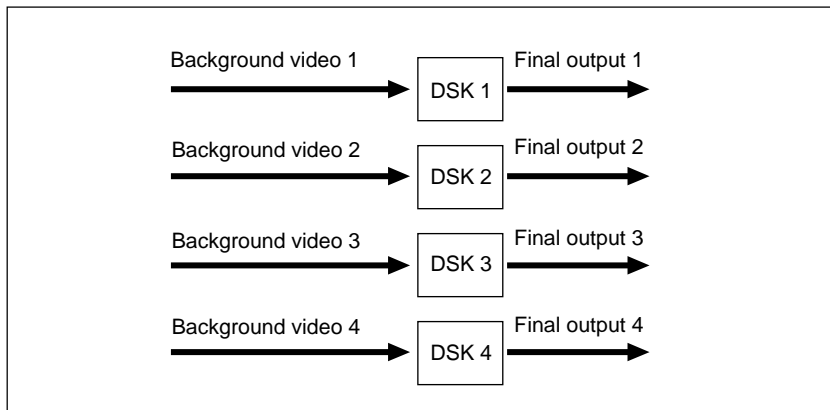 Background video 1
DSK 1
Final output 1
Background video 2
DSK 2
Final output 2
Background video 3
DSK 3
Final output 3
Background video 4
DSK 4
Final output 4